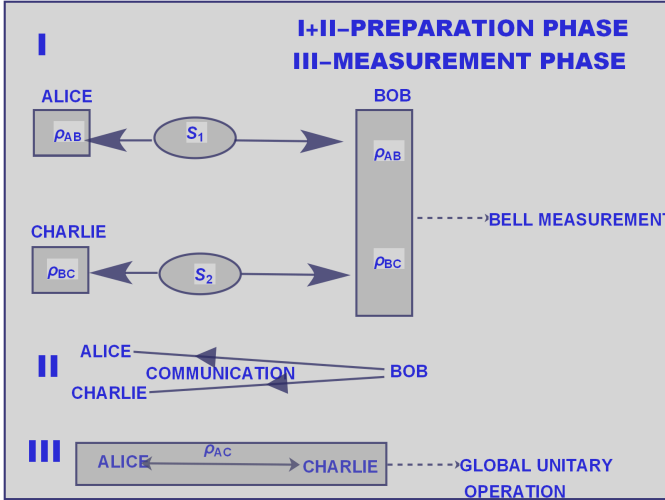 I
I+II–PREPARATION PHASE
III–MEASUREMENT PHASE
ALICE
BOB
ρAB
S1
ρAB
BELL MEASUREMENT
CHARLIE
ρBC
S2
ρBC
II
ALICE
COMMUNICATION
BOB
CHARLIE
III
ALICE
ρAC
CHARLIE
GLOBAL UNITARY
OPERATION